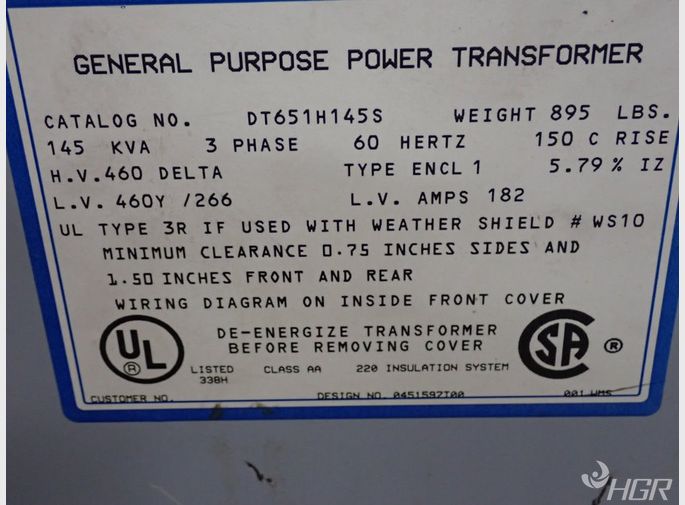 GENERAL PURPOSE POWER TRANSFORMER
CATALOG NO. DT651H145S WEIGHT 895 LBS.
145 KVA 3 PHASE 60 HERTZ 150 C RISE
H.V. 460 DELTA TYPE ENCL 1 5.79 % IZ
L.V. 460Y /266 L.V. AMPS 182
UL TYPE 3R IF USED WITH WEATHER SHIELD # WS10
MINIMUM CLEARANCE 0.75 INCHES SIDES AND
1.50 INCHES FRONT AND REAR
WIRING DIAGRAM ON INSIDE FRONT COVER
UL ®
DE-ENERGIZE TRANSFORMER
BEFORE REMOVING COVER
SA ®
LISTED CLASS AA 220 INSULATION SYSTEM
338H
CUSTOMER NO. DESIGN NO. 0451597T00 001 WMS
HGR